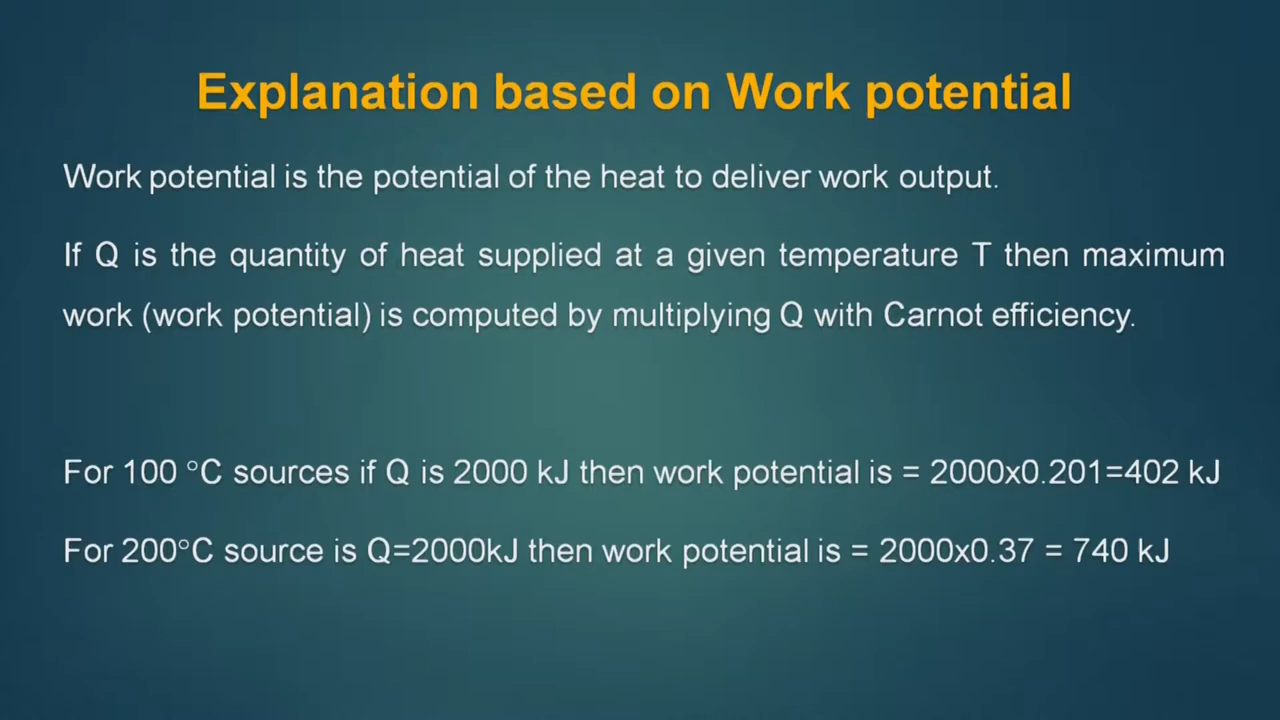 Explanation based on Work potential
Work potential is the potential of the heat to deliver work output.
If Q is the quantity of heat supplied at a given temperature T then maximum
work (work potential) is computed by multiplying Q with Carnot efficiency.
For 100 °C sources if Q is 2000 kJ then work potential is = 2000x0.201=402 kJ
For 200°C source is Q=2000kJ then work potential is = 2000x0.37 = 740 kJ